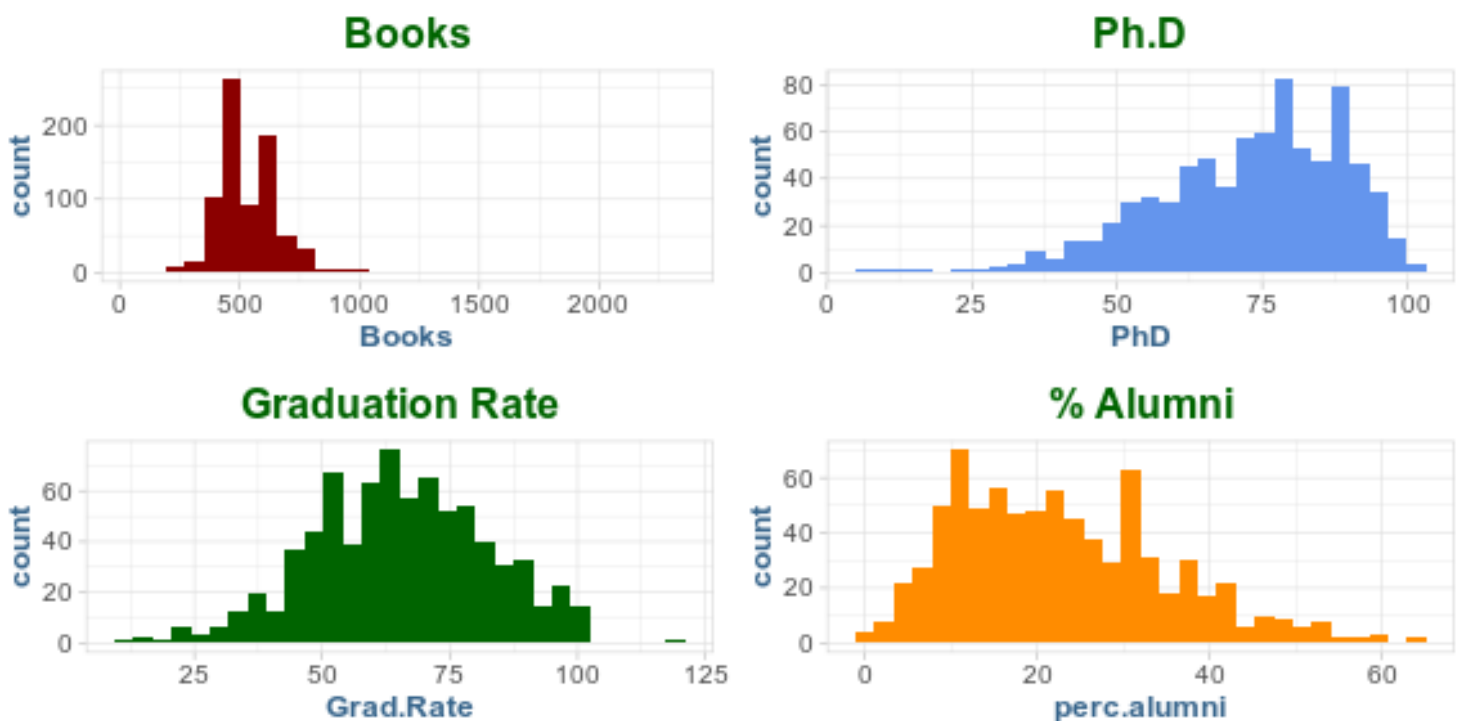 Books
count
200
100
0
0 500 1000 1500 2000
Books
Ph.D
count
80
60
40
20
0
0 25 50 75 100
PhD
Graduation Rate
count
60
40
20
0
25 50 75 100 125
Grad.Rate
% Alumni
count
60
40
20
0
0 20 40 60
perc.alumni